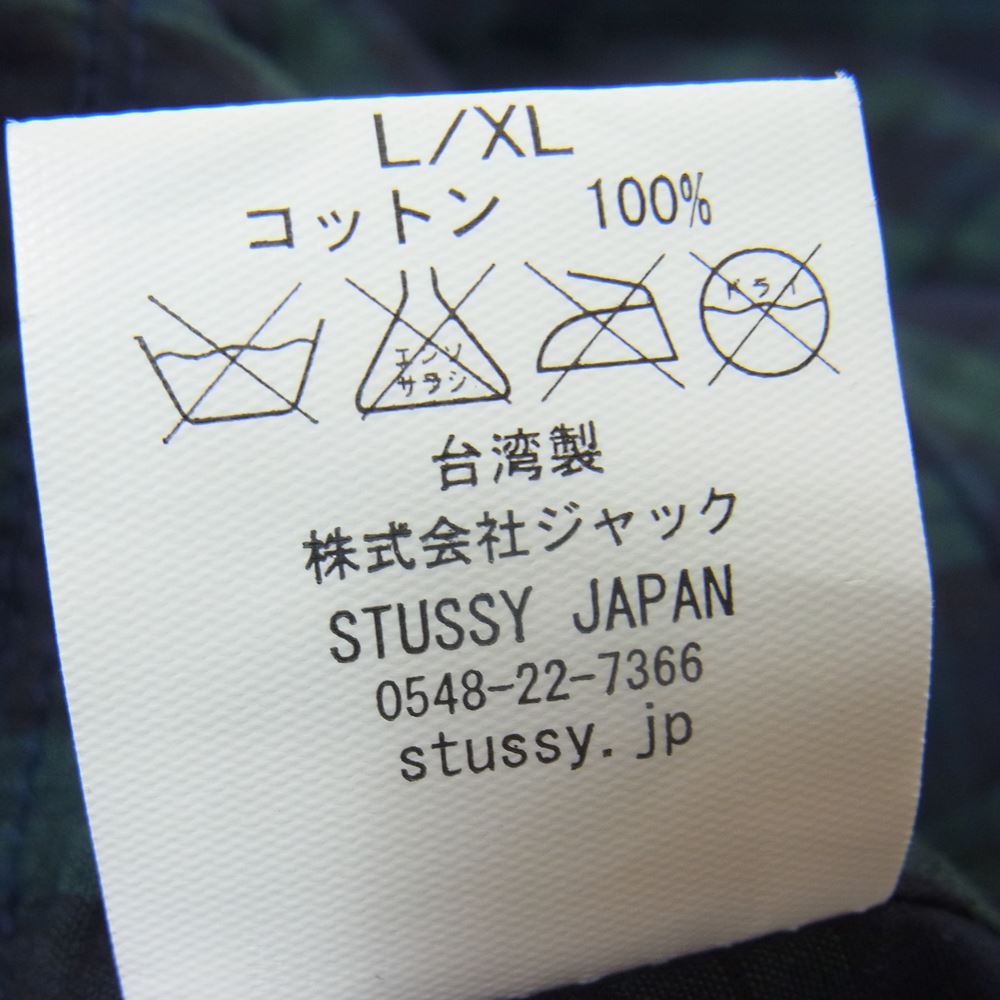 L/XL
コットン 100%
エンソ
サラシ
ドライ
台湾製
株式会社ジャック
STUSSY JAPAN
0548-22-7366
stussy.jp